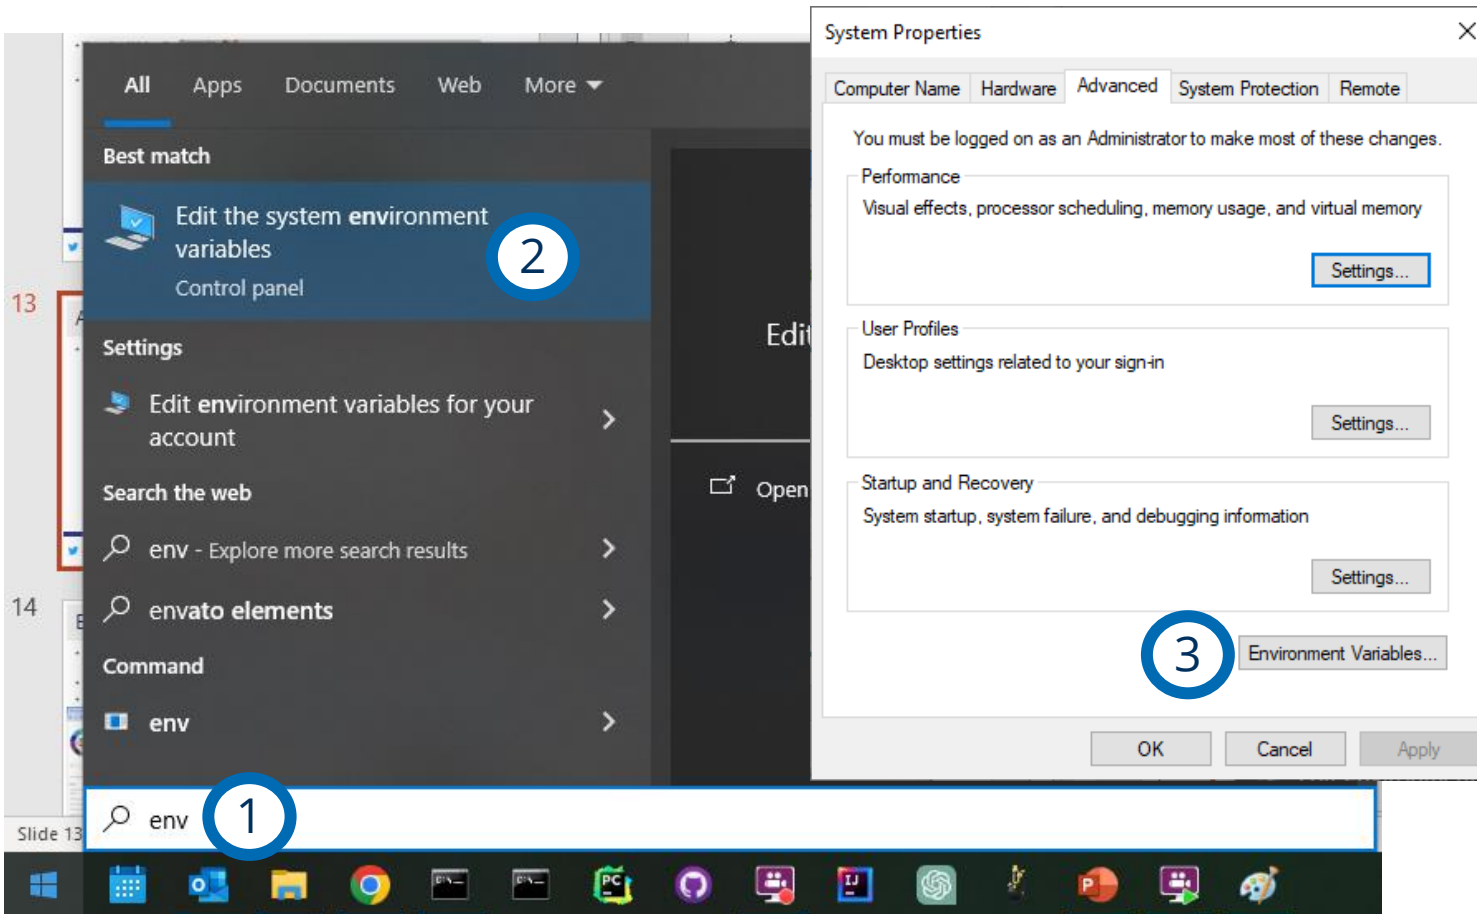 All Apps Documents Web More
Best match
Edit the system environment
variables
Control panel
2
Settings
Edit environment variables for your
account
Search the web
env - Explore more search results
envato elements
Command
env
env
1
Edit
Open
13
14
Slide 13
System Properties
Computer Name Hardware Advanced System Protection Remote
You must be logged on as an Administrator to make most of these changes.
Performance
Visual effects, processor scheduling, memory usage, and virtual memory
Settings...
User Profiles
Desktop settings related to your sign-in
Settings...
Startup and Recovery
System startup, system failure, and debugging information
Settings...
3
Environment Variables...
OK Cancel Apply
PC
IJ
P